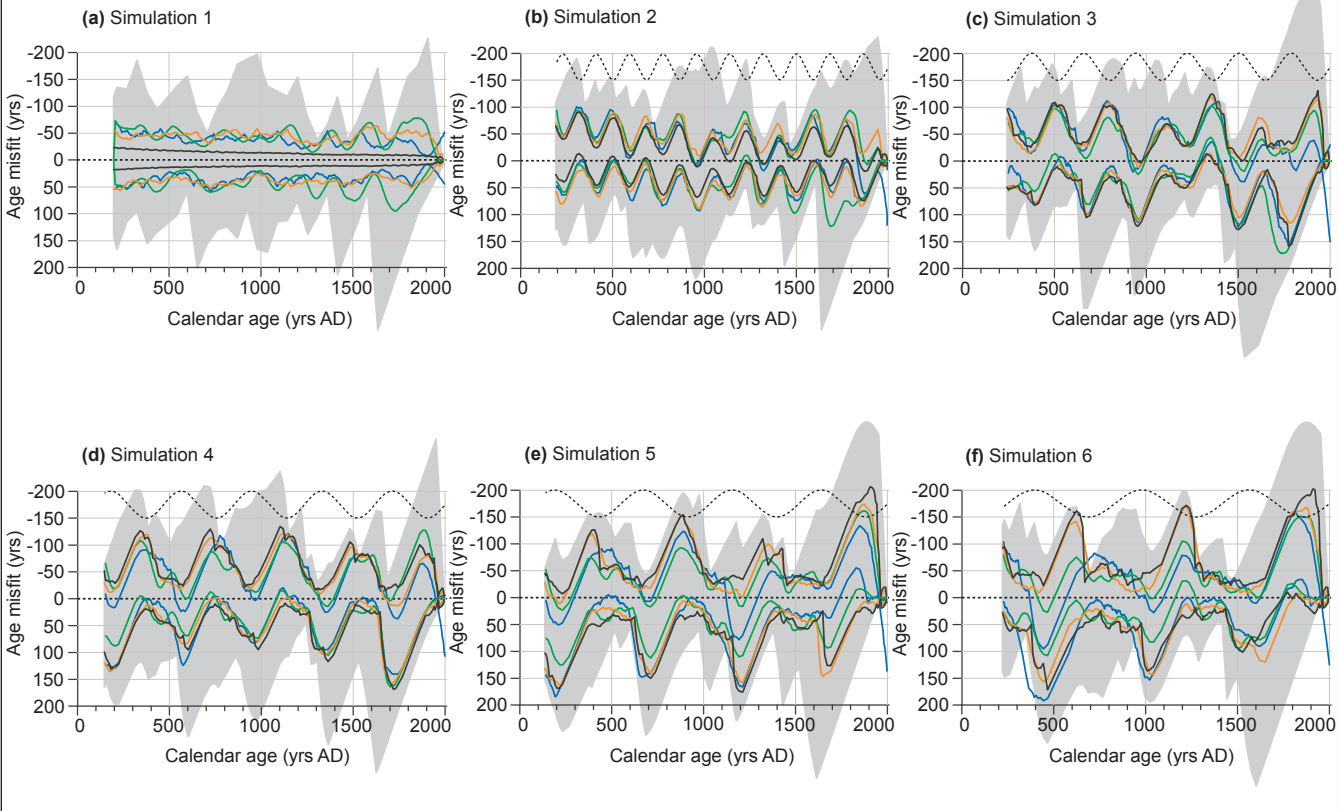 (a) Simulation 1
(b) Simulation 2
(c) Simulation 3
-200
-150
-100
-50
0
50
100
150
200
Age misfit (yrs)
0 500 1000 1500 2000
Calendar age (yrs AD)
-200
-150
-100
-50
0
50
100
150
200
Age misfit (yrs)
0 500 1000 1500 2000
Calendar age (yrs AD)
-200
-150
-100
-50
0
50
100
150
200
Age misfit (yrs)
0 500 1000 1500 2000
Calendar age (yrs AD)
(d) Simulation 4
(e) Simulation 5
(f) Simulation 6
-200
-150
-100
-50
0
50
100
150
200
Age misfit (yrs)
0 500 1000 1500 2000
Calendar age (yrs AD)
-200
-150
-100
-50
0
50
100
150
200
Age misfit (yrs)
0 500 1000 1500 2000
Calendar age (yrs AD)
-200
-150
-100
-50
0
50
100
150
200
Age misfit (yrs)
0 500 1000 1500 2000
Calendar age (yrs AD)